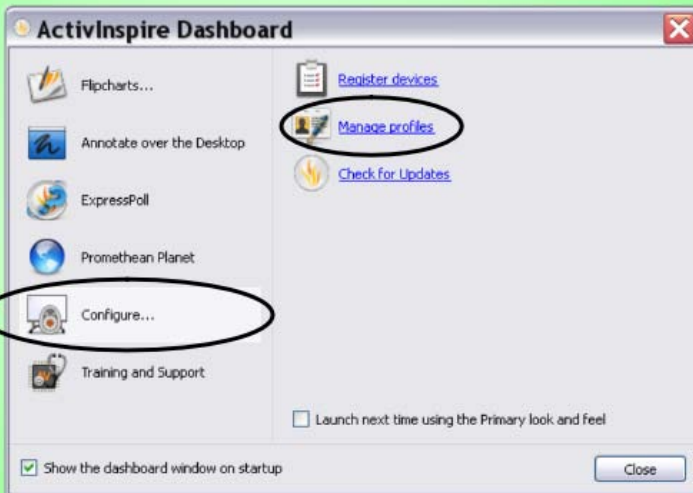 ActivInspire Dashboard
Flipcharts...
Annotate over the Desktop
ExpressPoll
Promethean Planet
Configure...
Training and Support
Register devices
Manage profiles
Check for Updates
Launch next time using the Primary look and feel
Show the dashboard window on startup
Close